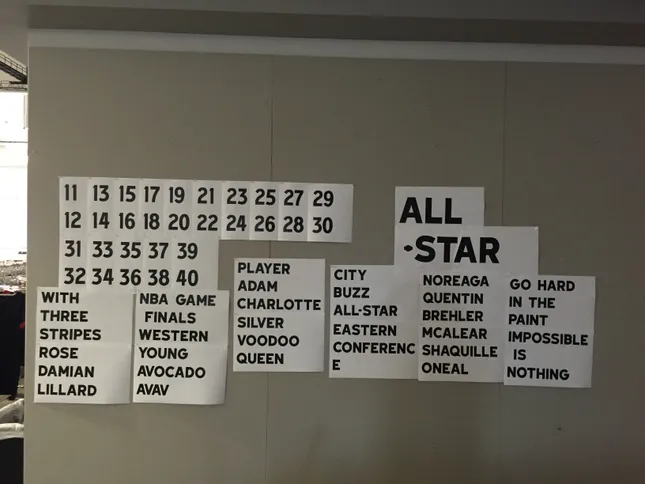 11 13 15 17 19 21 23 25 27 29
12 14 16 18 20 22 24 26 28 30
31 33 35 37 39
32 34 36 38 40
ALL
-STAR
WITH
THREE
STRIPES
ROSE
DAMIAN
LILLARD
NBA GAME
FINALS
WESTERN
YOUNG
AVOCADO
AVAV
PLAYER
ADAM
CHARLOTTE
SILVER
VOODOO
QUEEN
CITY
BUZZ
ALL-STAR
EASTERN
CONFERENC
E
NOREAGA
QUENTIN
BREHLER
MCALEAR
SHAQUILLE
ONEAL
GO HARD
IN THE
PAINT
IMPOSSIBLE
IS
NOTHING